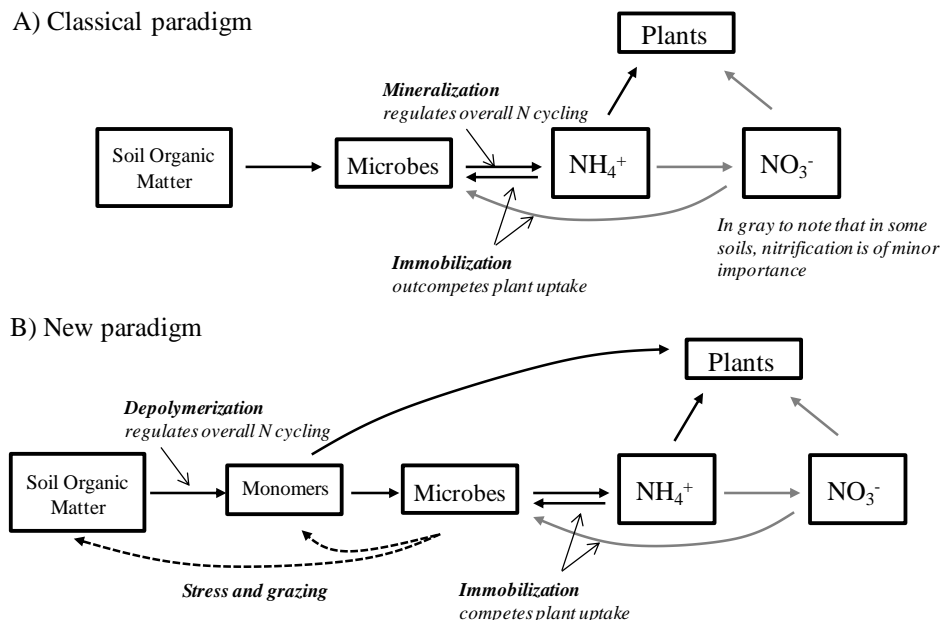 A) Classical paradigm
Plants
Mineralization
regulates overall N cycling
Soil Organic
Matter
Microbes
NH₄⁺
NO₃⁻
In gray to note that in some
soils, nitrification is of minor
importance
Immobilization
outcompetes plant uptake
B) New paradigm
Plants
Depolymerization
regulates overall N cycling
Soil Organic
Matter
Monomers
Microbes
NH₄⁺
NO₃⁻
Stress and grazing
Immobilization
competes plant uptake